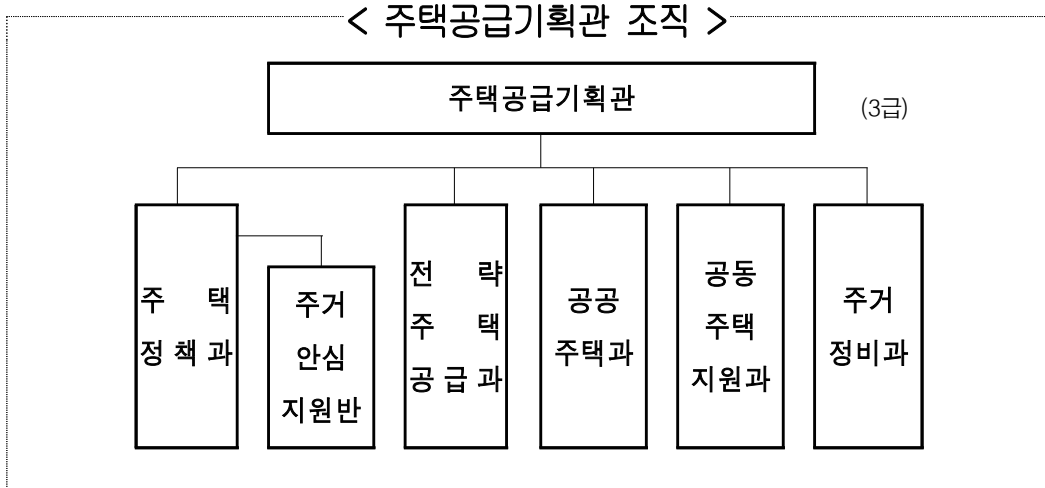 < 주택공급기획관 조직 >
주택공급기획관
(3급)
주 택
정 책 과
주거
안심
지원반
전 략
주 택
공 급 과
공공
주택과
공동
주택
지원과
주거
정비과